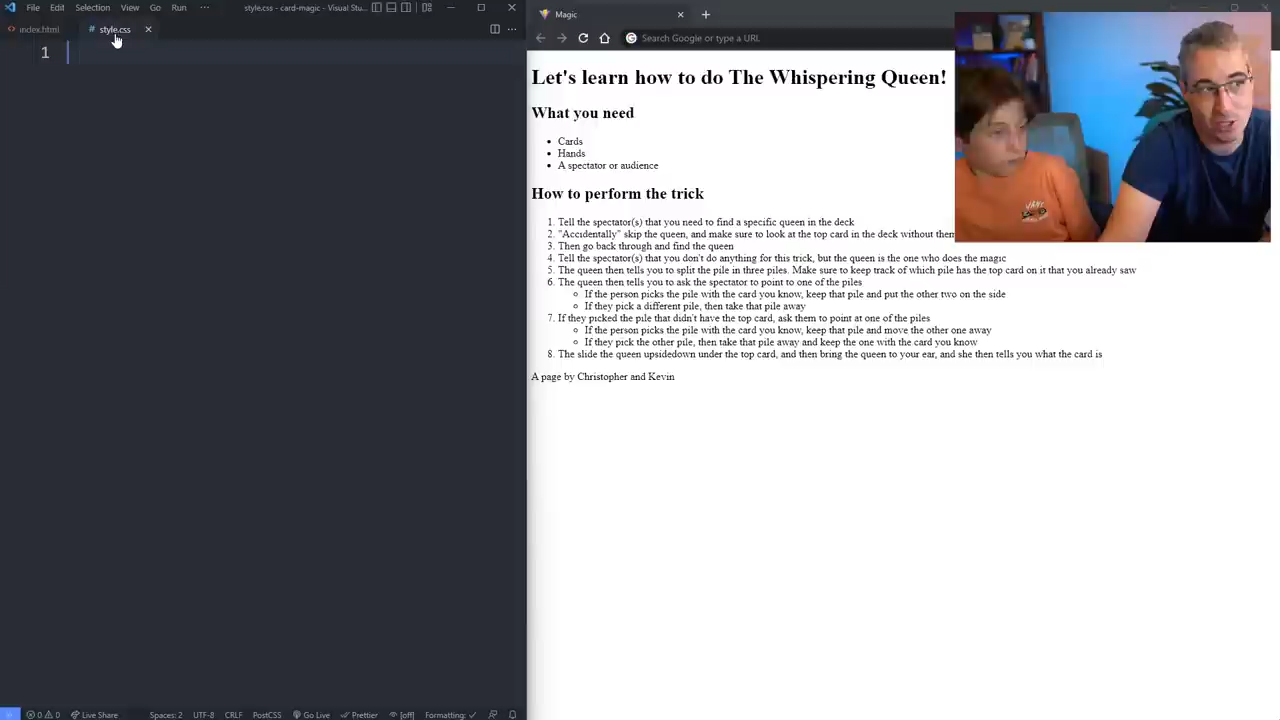 File Edit Selection View Go Run ··· style.css - card-magic - Visual Stu...
index.html # style.css
1
Magic
Search Google or type a URL
Let's learn how to do The Whispering Queen!
What you need
• Cards
• Hands
• A spectator or audience
How to perform the trick
1. Tell the spectator(s) that you need to find a specific queen in the deck
2. "Accidentally" skip the queen, and make sure to look at the top card in the deck without them
3. Then go back through and find the queen
4. Tell the spectator(s) that you don't do anything for this trick, but the queen is the one who does the magic
5. The queen then tells you to split the pile in three piles. Make sure to keep track of which pile has the top card on it that you already saw
6. The queen then tells you to ask the spectator to point to one of the piles
If the person picks the pile with the card you know, keep that pile and put the other two on the side
If they pick a different pile, then take that pile away
7. If they picked the pile that didn't have the top card, ask them to point at one of the piles
If the person picks the pile with the card you know, keep that pile and move the other one away
If they pick the other pile, then take that pile away and keep the one with the card you know
8. The slide the queen upsidedown under the top card, and then bring the queen to your ear, and she then tells you what the card is
A page by Christopher and Kevin
VANS
0 0 Live Share Spaces: 2 UTF-8 CRLF PostCSS Go Live Prettier [off] Formatting: